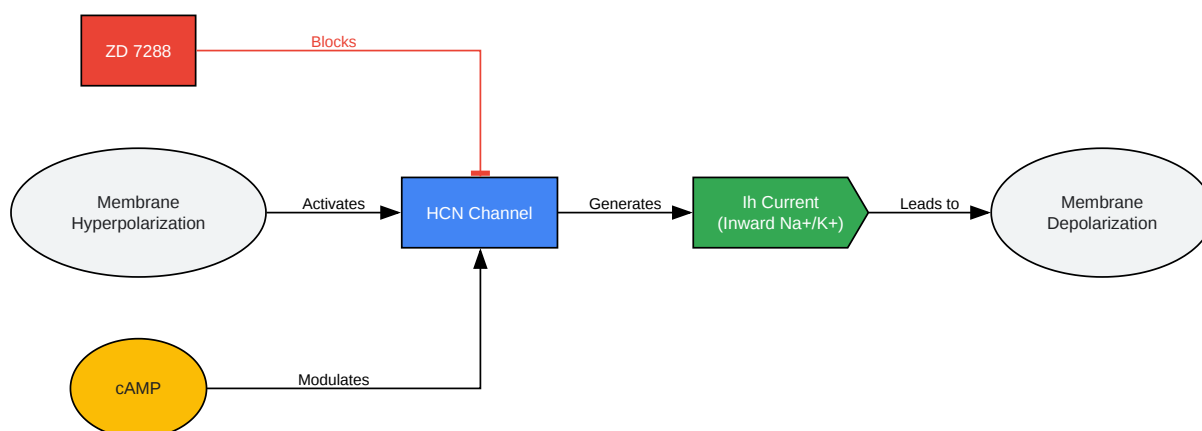 ZD 7288
Blocks
Membrane
Hyperpolarization
Activates
HCN Channel
Generates
Ih Current
(Inward Na+/K+)
Leads to
Membrane
Depolarization
cAMP
Modulates